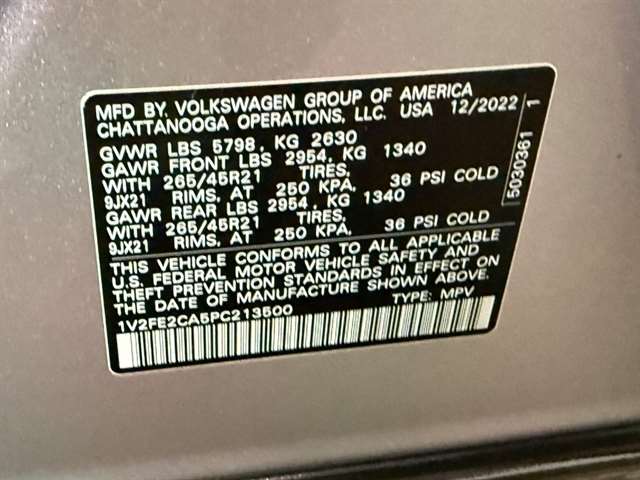 MFD BY. VOLKSWAGEN GROUP OF AMERICA
CHATTANOOGA OPERATIONS, LLC. USA 12/2022
GVWR LBS 5798, KG 2630
GAWR FRONT LBS 2954, KG 1340
WITH 265/45R21 TIRES,
9JX21 RIMS, AT 250 KPA, 36 PSI COLD
GAWR REAR LBS 2954, KG 1340
WITH 265/45R21 TIRES,
9JX21 RIMS, AT 250 KPA, 36 PSI COLD
THIS VEHICLE CONFORMS TO ALL APPLICABLE
U.S. FEDERAL MOTOR VEHICLE SAFETY AND
THEFT PREVENTION STANDARDS IN EFFECT ON
THE DATE OF MANUFACTURE SHOWN ABOVE.
1V2FE2CA5PC213500 TYPE: MPV
5030361 1